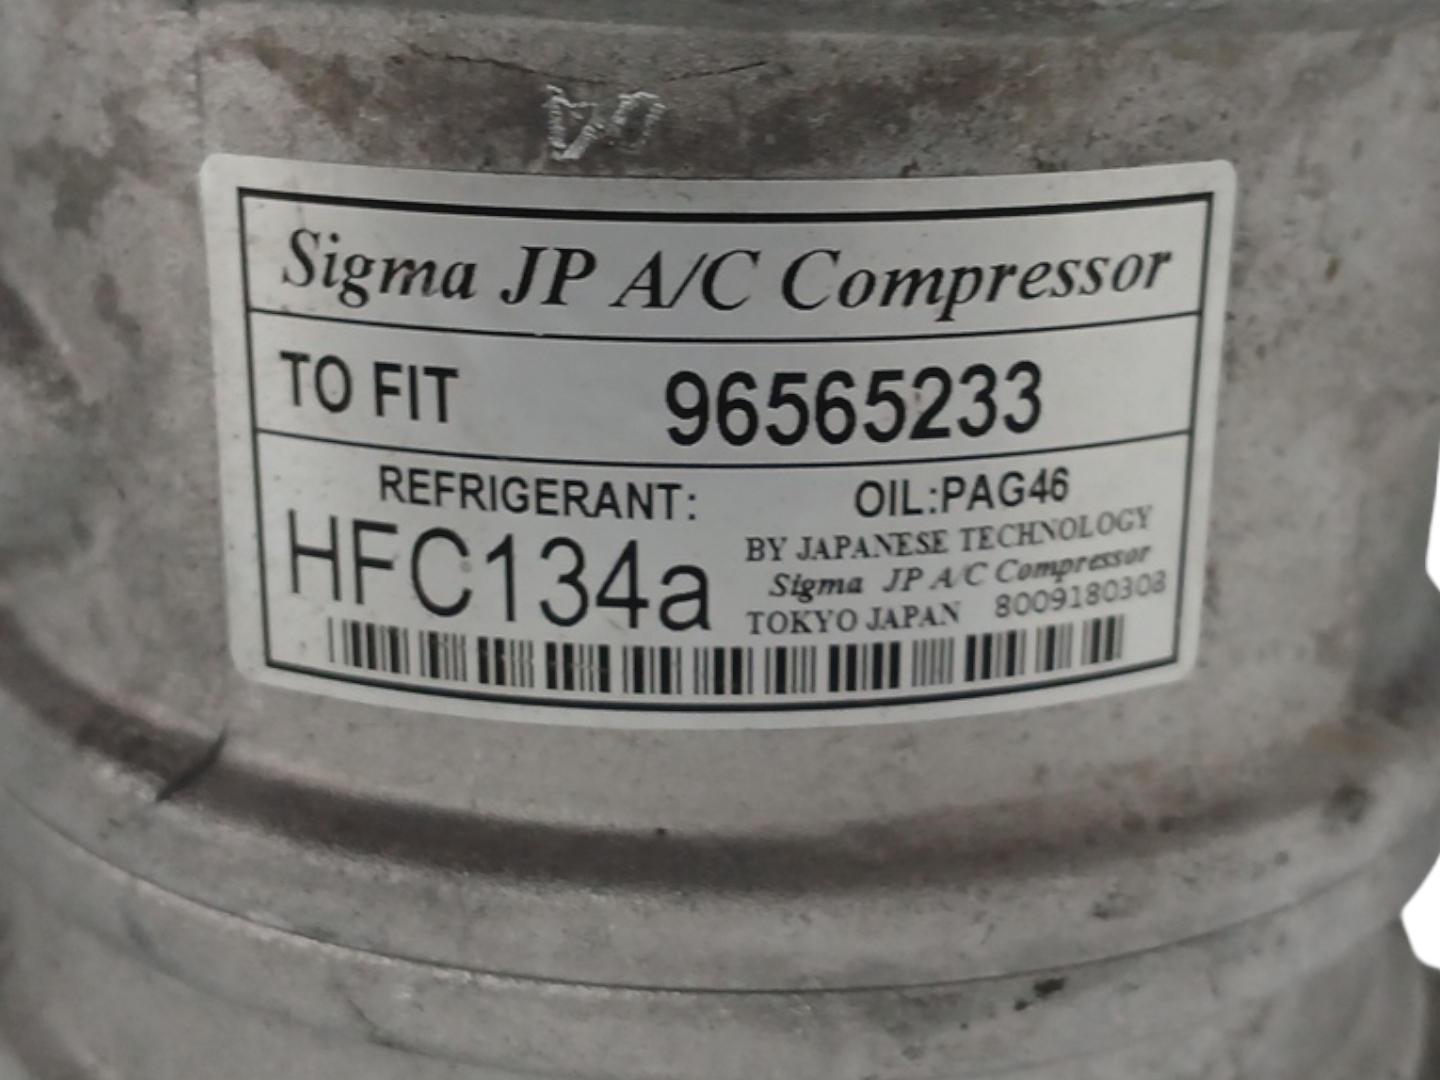 Sigma JP A/C Compressor
TO FIT 96565233
REFRIGERANT: OIL:PAG46
HFC134a
BY JAPANESE TECHNOLOGY
Sigma JP A/C Compressor
TOKYO JAPAN 8009180308